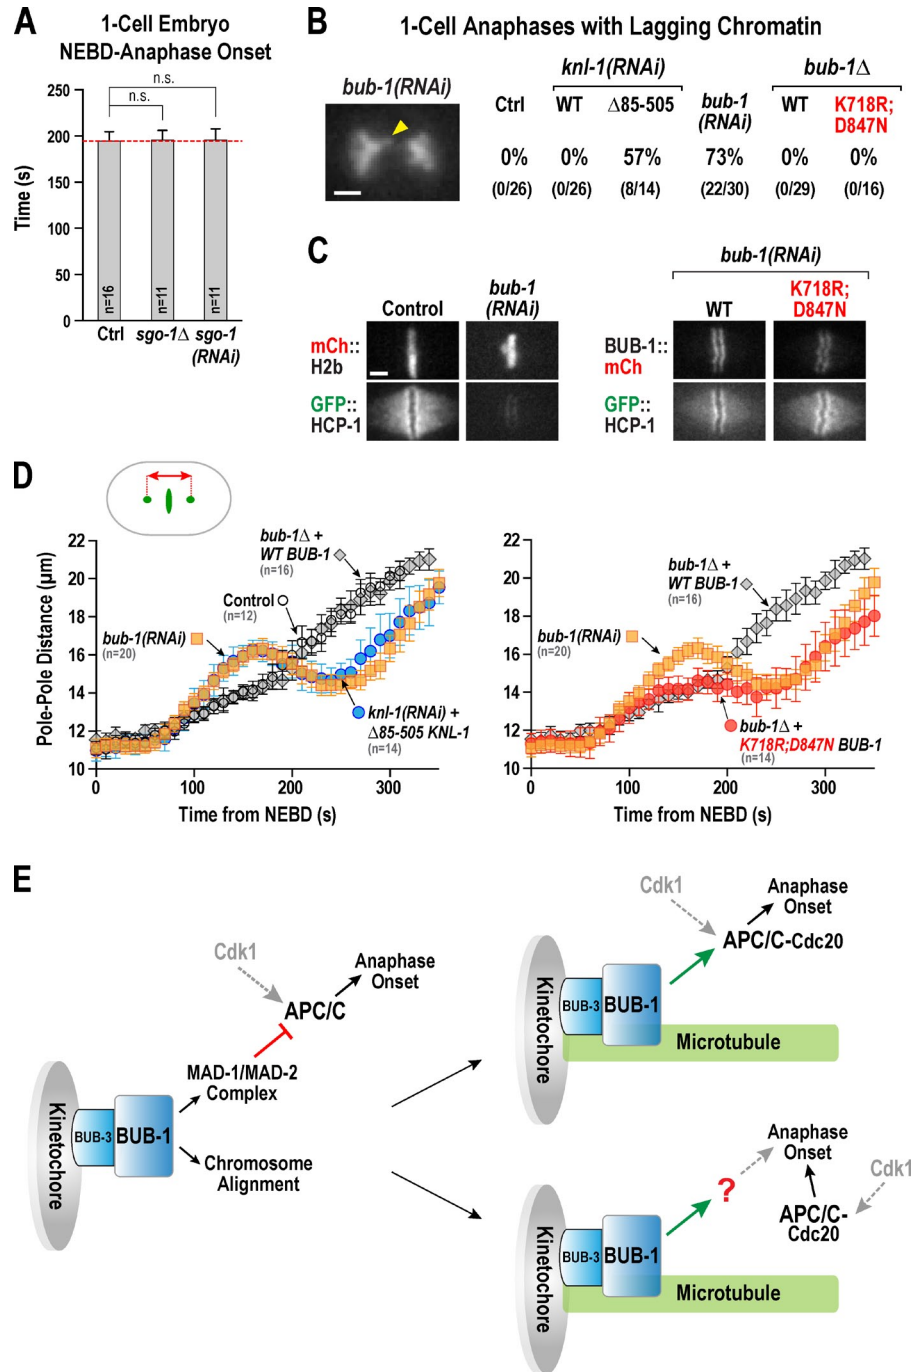 A
1-Cell Embryo
NEBD-Anaphase Onset
n.s.
n.s.
Time (s)
250
200
150
100
50
0
n=16
n=11
n=11
Ctrl
sgo-1Δ
sgo-1
(RNAi)
B
1-Cell Anaphases with Lagging Chromatin
bub-1(RNAi)
knl-1(RNAi)
bub-1Δ
Ctrl
WT
Δ85-505
bub-1
(RNAi)
WT
K718R;
D847N
0%
0%
57%
73%
0%
0%
(0/26)
(0/26)
(8/14)
(22/30)
(0/29)
(0/16)
C
Control
bub-1
(RNAi)
bub-1(RNAi)
WT
K718R;
D847N
mCh::
H2b
GFP::
HCP-1
BUB-1::
mCh
GFP::
HCP-1
D
Pole-Pole Distance (µm)
22
20
18
16
14
12
10
0
100
200
300
Time from NEBD (s)
bub-1Δ +
WT BUB-1
(n=16)
Control
(n=12)
bub-1(RNAi)
(n=20)
knl-1(RNAi) +
Δ85-505 KNL-1
(n=14)
22
20
18
16
14
12
10
0
100
200
300
Time from NEBD (s)
bub-1Δ +
WT BUB-1
(n=16)
bub-1(RNAi)
(n=20)
bub-1Δ +
K718R;D847N BUB-1
(n=14)
E
Cdk1
Anaphase
Onset
APC/C
MAD-1/MAD-2
Complex
Kinetochore
BUB-3
BUB-1
Chromosome
Alignment
Cdk1
Anaphase
Onset
APC/C-Cdc20
Kinetochore
BUB-3
BUB-1
Microtubule
Anaphase
Onset
Cdk1
?
APC/C-
Cdc20
Kinetochore
BUB-3
BUB-1
Microtubule